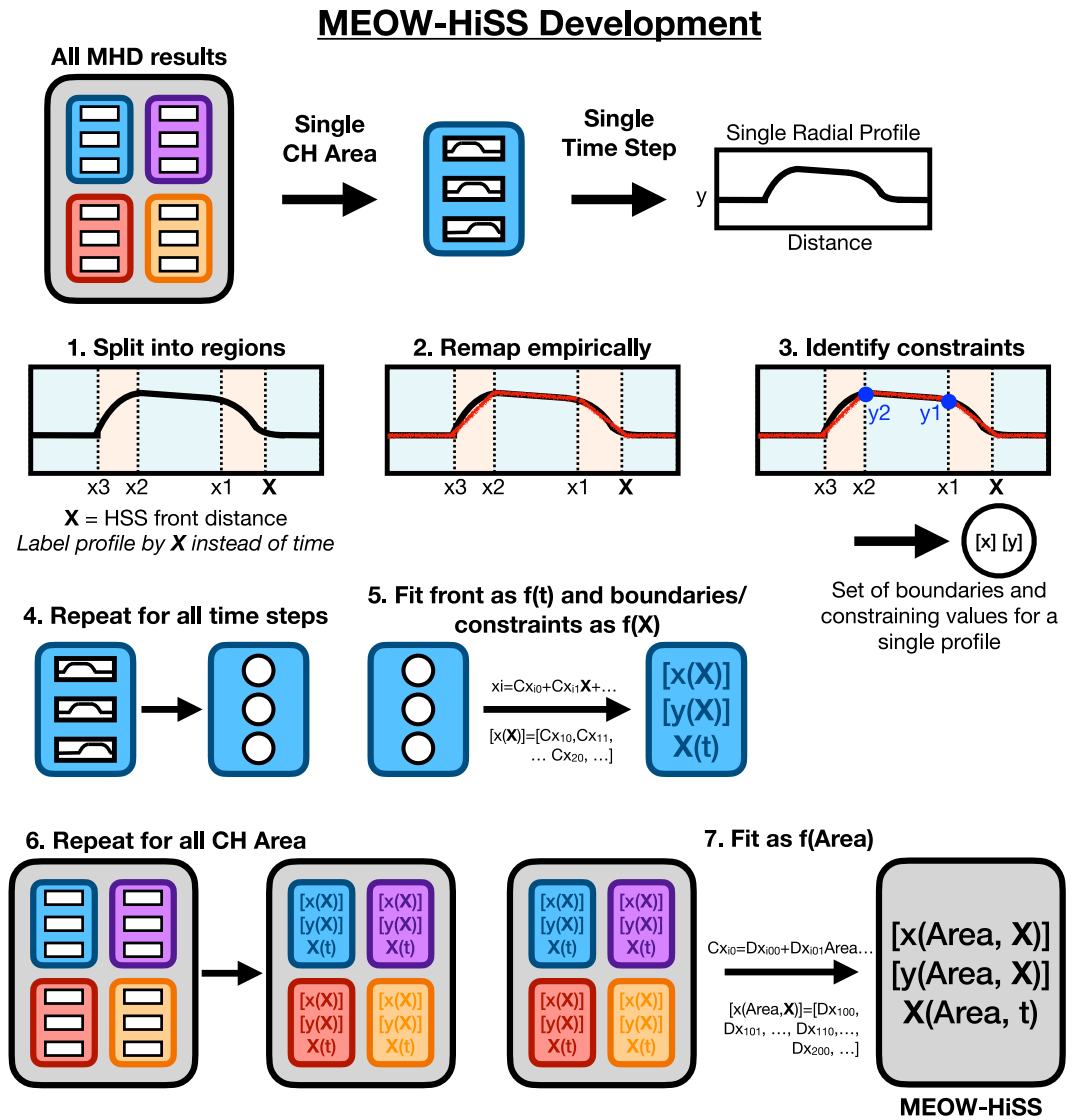 MEOW-HiSS Development
All MHD results
Single
CH Area
Single
Time Step
Single Radial Profile
y
Distance
1. Split into regions
x3 x2 x1 X
X = HSS front distance
Label profile by X instead of time
2. Remap empirically
x3 x2 x1 X
3. Identify constraints
y2 y1
x3 x2 x1 X
[x] [y]
Set of boundaries and
constraining values for a
single profile
4. Repeat for all time steps
5. Fit front as f(t) and boundaries/
constraints as f(X)
xi=Cxi0+Cxi1X+...
[x(X)]=[Cx10,Cx11,
... Cx20, ...]
[x(X)]
[y(X)]
X(t)
6. Repeat for all CH Area
[x(X)] [x(X)]
[y(X)] [y(X)]
X(t) X(t)
[x(X)] [x(X)]
[y(X)] [y(X)]
X(t) X(t)
7. Fit as f(Area)
[x(X)] [x(X)]
[y(X)] [y(X)]
X(t) X(t)
[x(X)] [x(X)]
[y(X)] [y(X)]
X(t) X(t)
Cxi0=Dxi00+Dxi01Area...
[x(Area,X)]=[Dx100,
Dx101, ..., Dx110,...,
Dx200, ...]
[x(Area, X)]
[y(Area, X)]
X(Area, t)
MEOW-HiSS